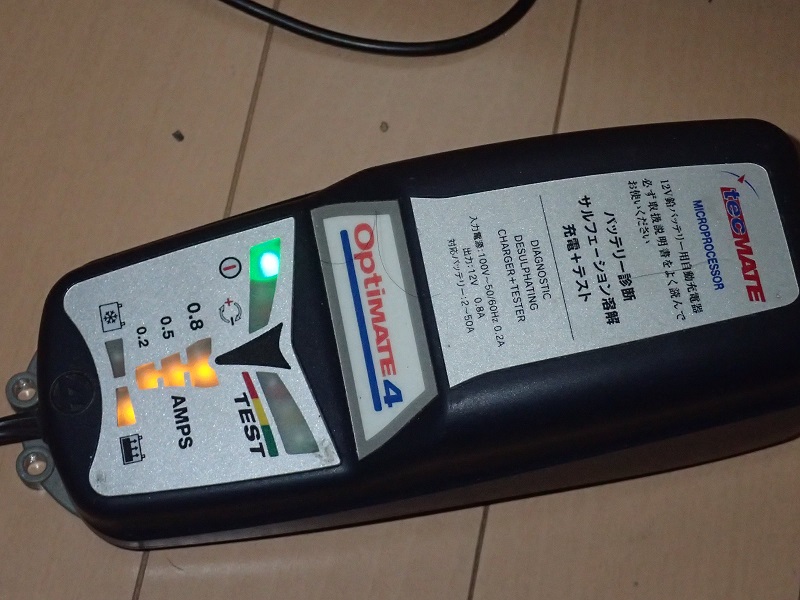 tecMATE
MICROPROCESSOR
12V鉛バッテリー用自動充電器
必ず取扱説明書をよく読んで
お使いください
バッテリー診断
サルフェーション溶解
充電+テスト
DIAGNOSTIC
DESULPHATING
CHARGER+TESTER
入力電源:100V~50/60Hz 0.2A
出力:12V 0.8A
対応バッテリー:2~50A
OptiMATE4
0.8
0.5
0.2
AMPS
TEST